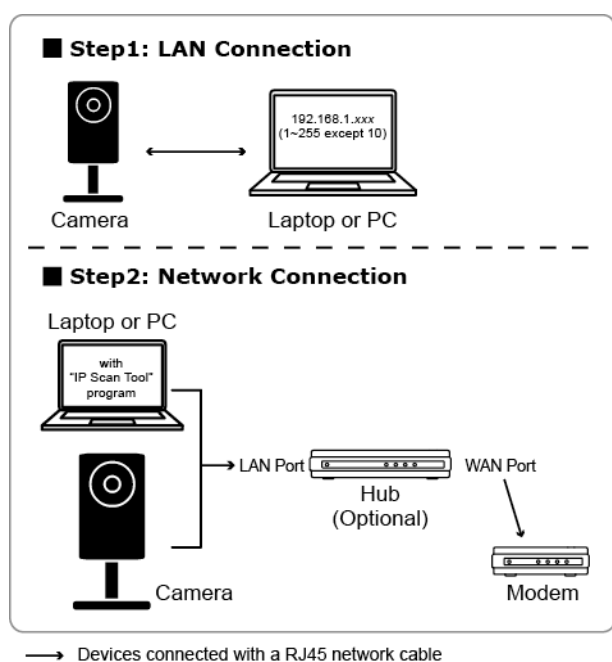 Step1: LAN Connection
192.168.1.xxx
(1~255 except 10)
Camera
Laptop or PC
Step2: Network Connection
Laptop or PC
with
"IP Scan Tool"
program
LAN Port
WAN Port
Hub
(Optional)
Camera
Modem
Devices connected with a RJ45 network cable